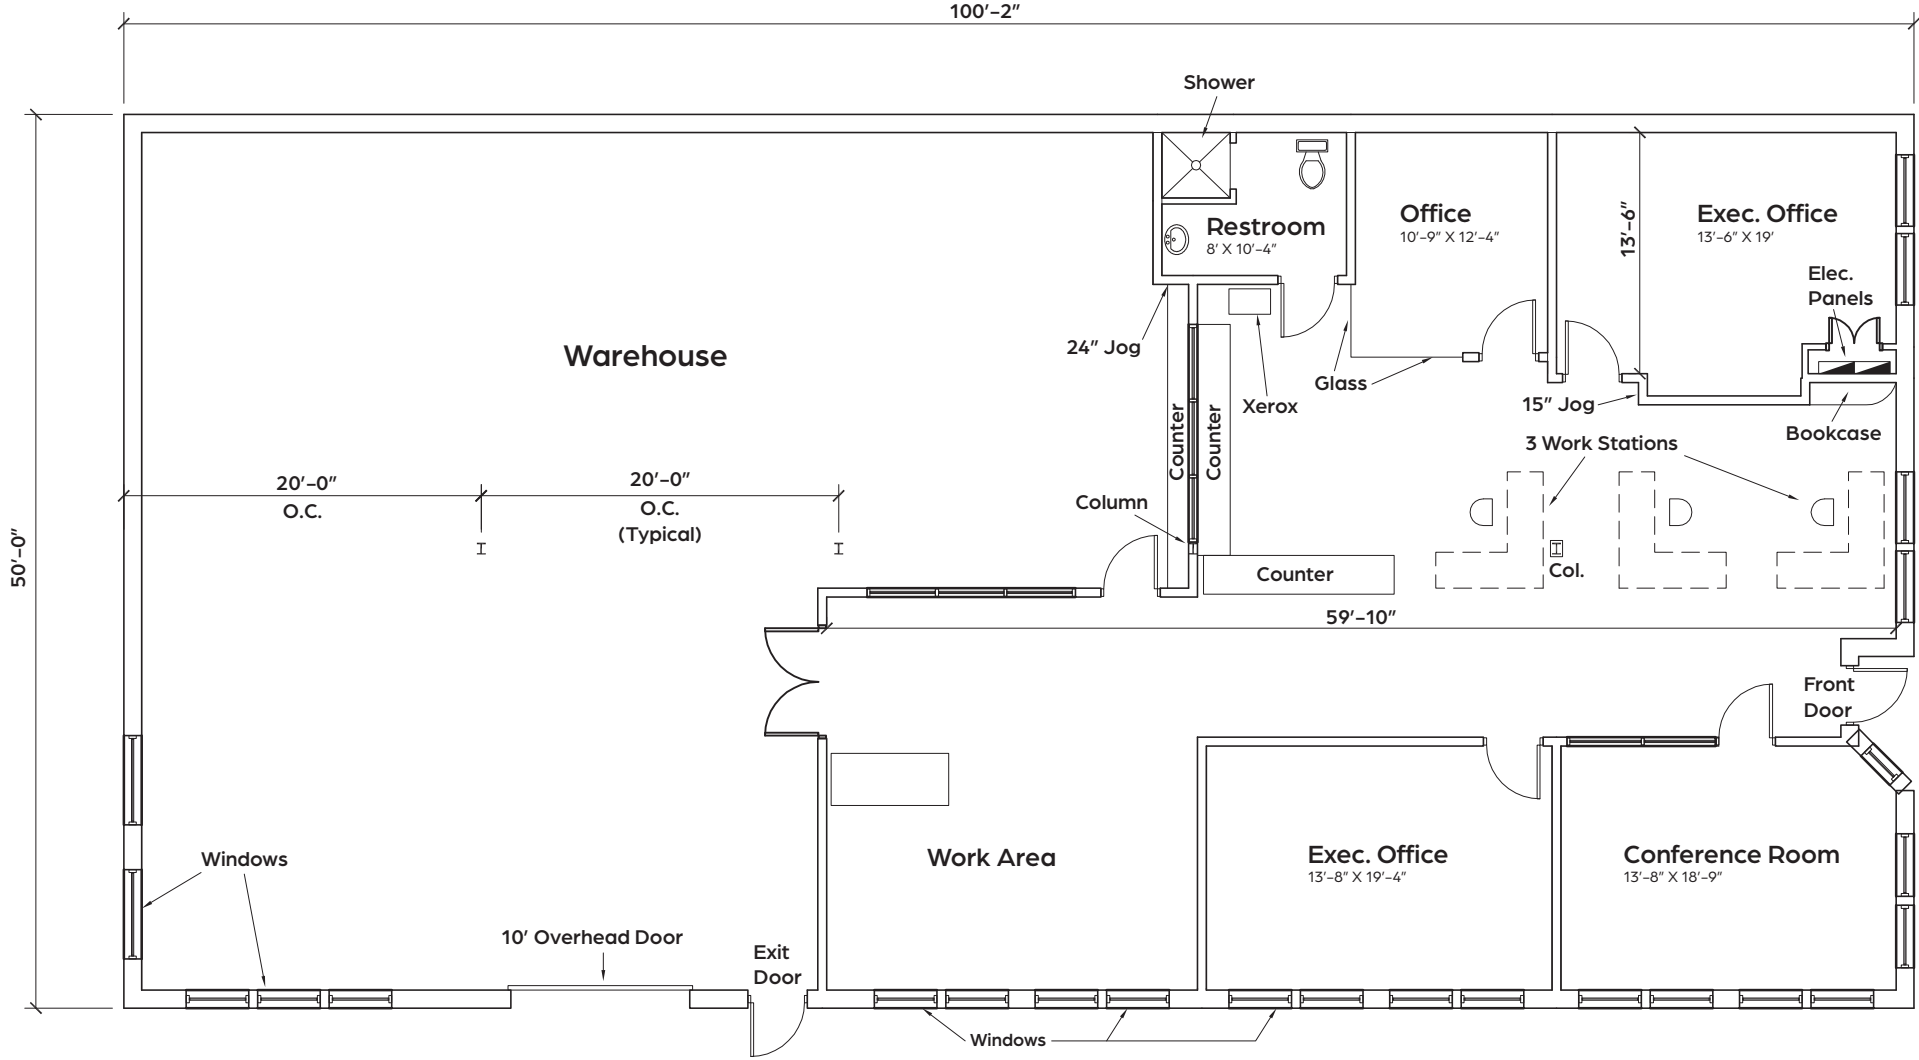 100'-2"
Shower
Restroom
8' X 10'-4"
Office
10'-9" X 12'-4"
13'-6"
Exec. Office
13'-6" X 19'
Elec.
Panels
Warehouse
24" Jog
Glass
Xerox
15" Jog
Bookcase
Counter
Counter
3 Work Stations
20'-0"
O.C.
20'-0"
O.C.
(Typical)
Column
50'-0"
Counter
Col.
59'-10"
Front
Door
Windows
Work Area
Exec. Office
13'-8" X 19'-4"
Conference Room
13'-8" X 18'-9"
10' Overhead Door
Exit
Door
Windows